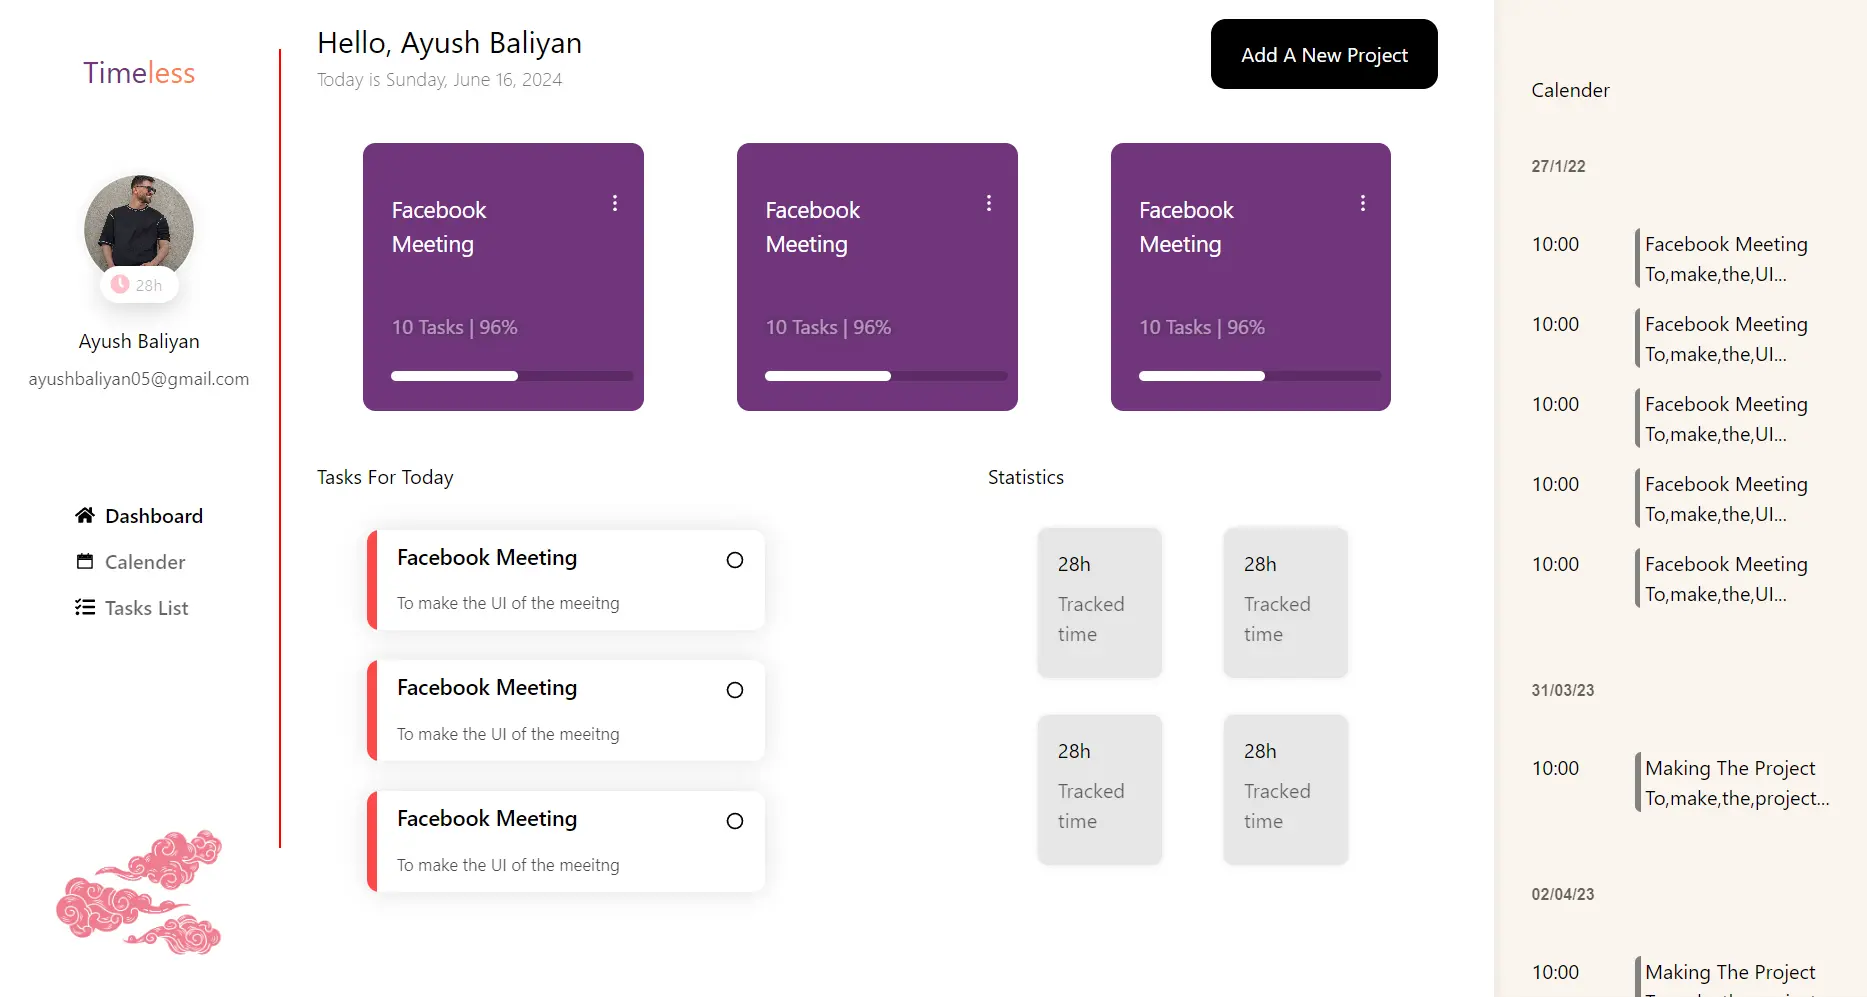 Timeless
28h
Ayush Baliyan
ayushbaliyan05@gmail.com
Dashboard
Calender
Tasks List
Hello, Ayush Baliyan
Today is Sunday, June 16, 2024
Add A New Project
Facebook
Meeting
10 Tasks | 96%
Facebook
Meeting
10 Tasks | 96%
Facebook
Meeting
10 Tasks | 96%
Tasks For Today
Facebook Meeting
To make the UI of the meeitng
Facebook Meeting
To make the UI of the meeitng
Facebook Meeting
To make the UI of the meeitng
Statistics
28h
Tracked
time
28h
Tracked
time
28h
Tracked
time
28h
Tracked
time
Calender
27/1/22
10:00 Facebook Meeting
To,make,the,UI...
10:00 Facebook Meeting
To,make,the,UI...
10:00 Facebook Meeting
To,make,the,UI...
10:00 Facebook Meeting
To,make,the,UI...
10:00 Facebook Meeting
To,make,the,UI...
31/03/23
10:00 Making The Project
To,make,the,project...
02/04/23
10:00 Making The Project